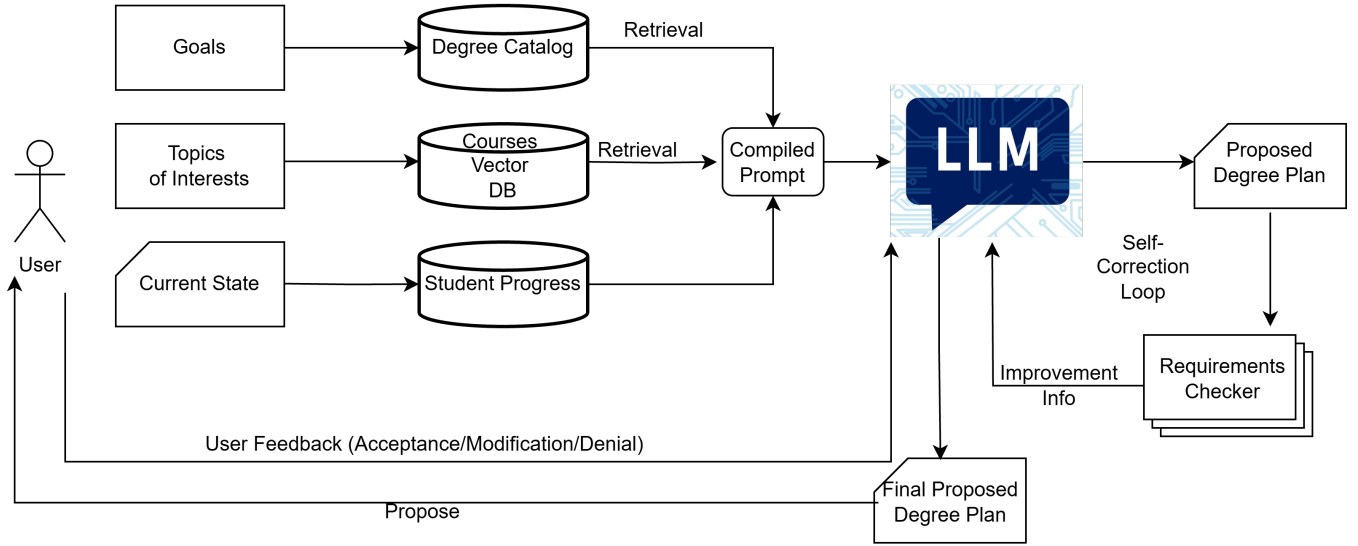 Goals
Degree Catalog
Retrieval
Topics
of Interests
Courses
Vector
DB
Retrieval
Compiled
Prompt
LLM
Proposed
Degree Plan
User
Current State
Student Progress
Self-
Correction
Loop
Requirements
Checker
Improvement
Info
User Feedback (Acceptance/Modification/Denial)
Final Proposed
Degree Plan
Propose